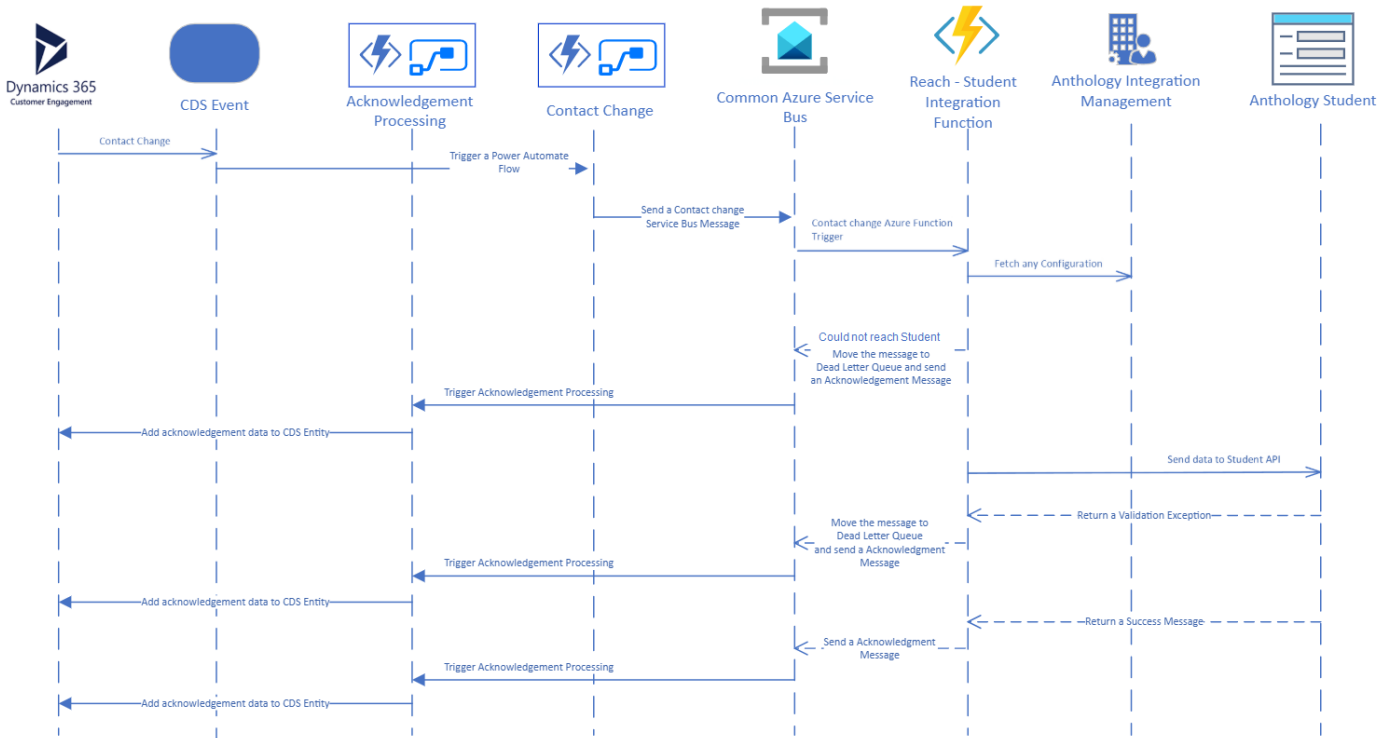 Dynamics 365
Customer Engagement
CDS Event
Acknowledgement
Processing
Contact Change
Common Azure Service
Bus
Reach - Student
Integration
Function
Anthology Integration
Management
Anthology Student
Contact Change
Trigger a Power Automate
Flow
Send a Contact change
Service Bus Message
Contact change Azure Function
Trigger
Fetch any Configuration
Could not reach Student
Move the message to
Dead Letter Queue and send
an Acknowledgement Message
Trigger Acknowledgement Processing
Add acknowledgement data to CDS Entity
Send data to Student API
Return a Validation Exception
Move the message to
Dead Letter Queue
and send a Acknowledgment
Message
Trigger Acknowledgement Processing
Add acknowledgement data to CDS Entity
Return a Success Message
Send a Acknowledgment
Message
Trigger Acknowledgement Processing
Add acknowledgement data to CDS Entity